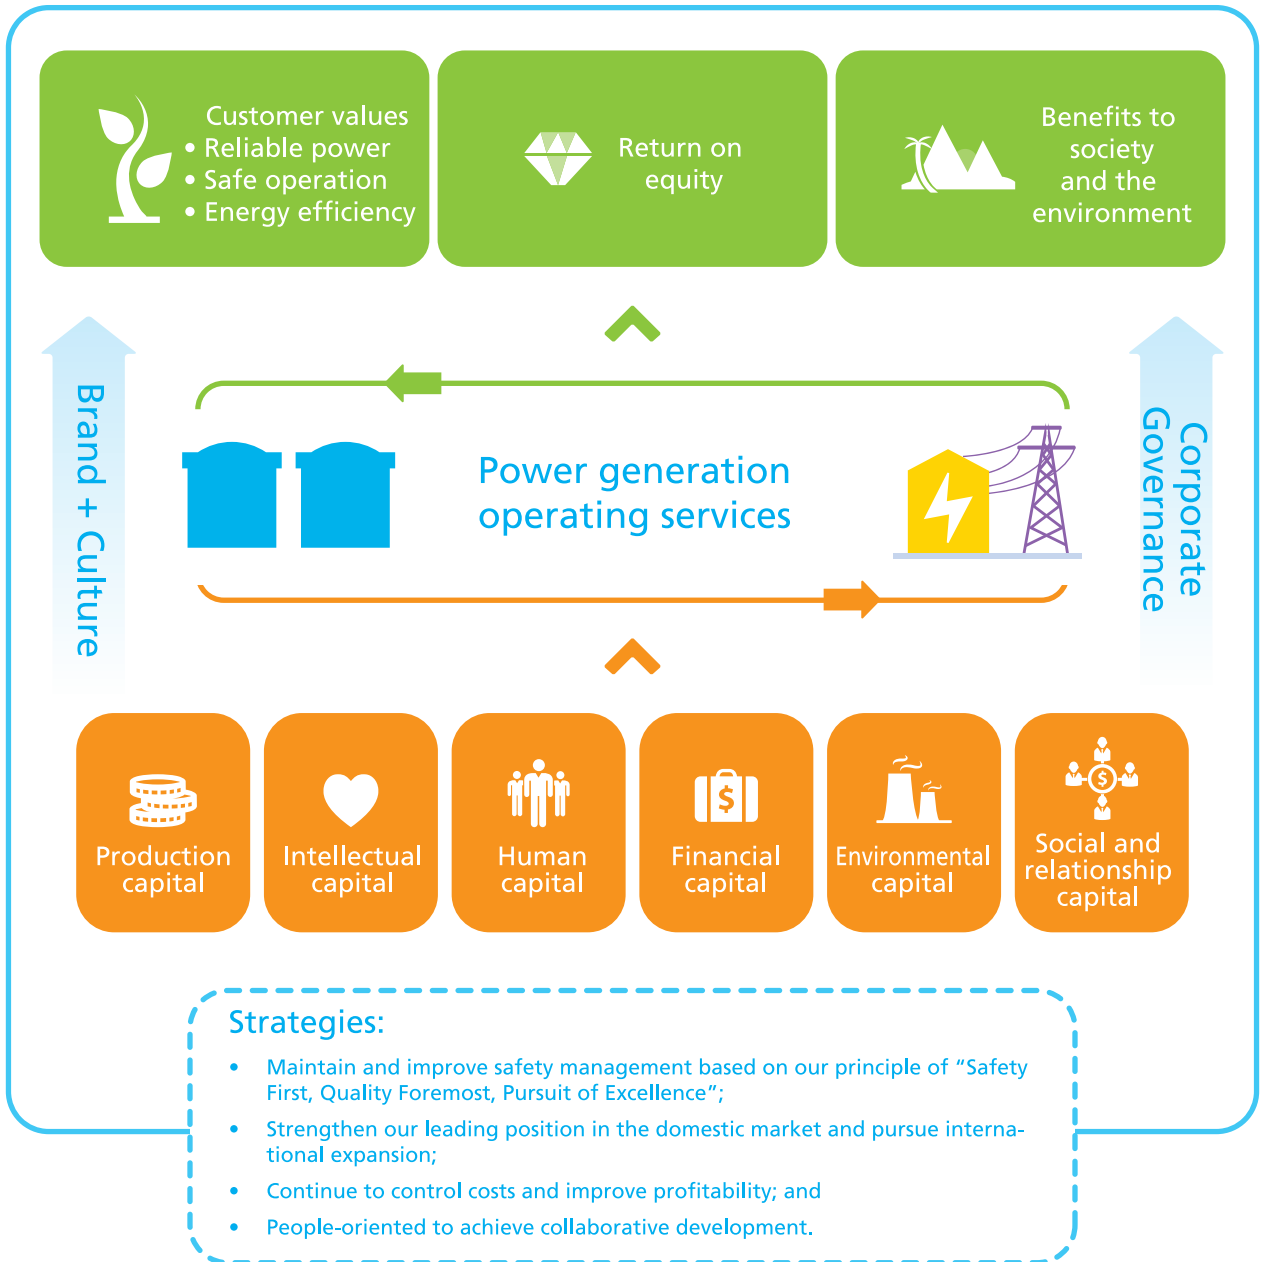 Customer values
• Reliable power
• Safe operation
• Energy efficiency
Return on
equity
Benefits to
society
and the
environment
Brand + Culture
Power generation
operating services
Corporate
Governance
Production
capital
Intellectual
capital
Human
capital
$
Financial
capital
Environmental
capital
$
Social and
relationship
capital
Strategies:
• Maintain and improve safety management based on our principle of “Safety
First, Quality Foremost, Pursuit of Excellence”;
• Strengthen our leading position in the domestic market and pursue interna-
tional expansion;
• Continue to control costs and improve profitability; and
• People-oriented to achieve collaborative development.